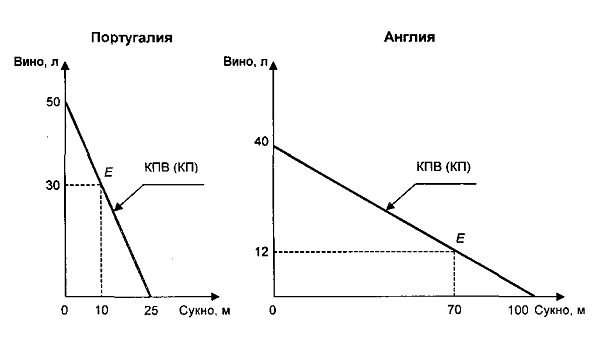 Португалия
Вино, л
50
E
КПВ (КП)
30
0 10 25 Сукно, м
Англия
Вино, л
40
КПВ (КП)
E
12
0 70 100 Сукно, м